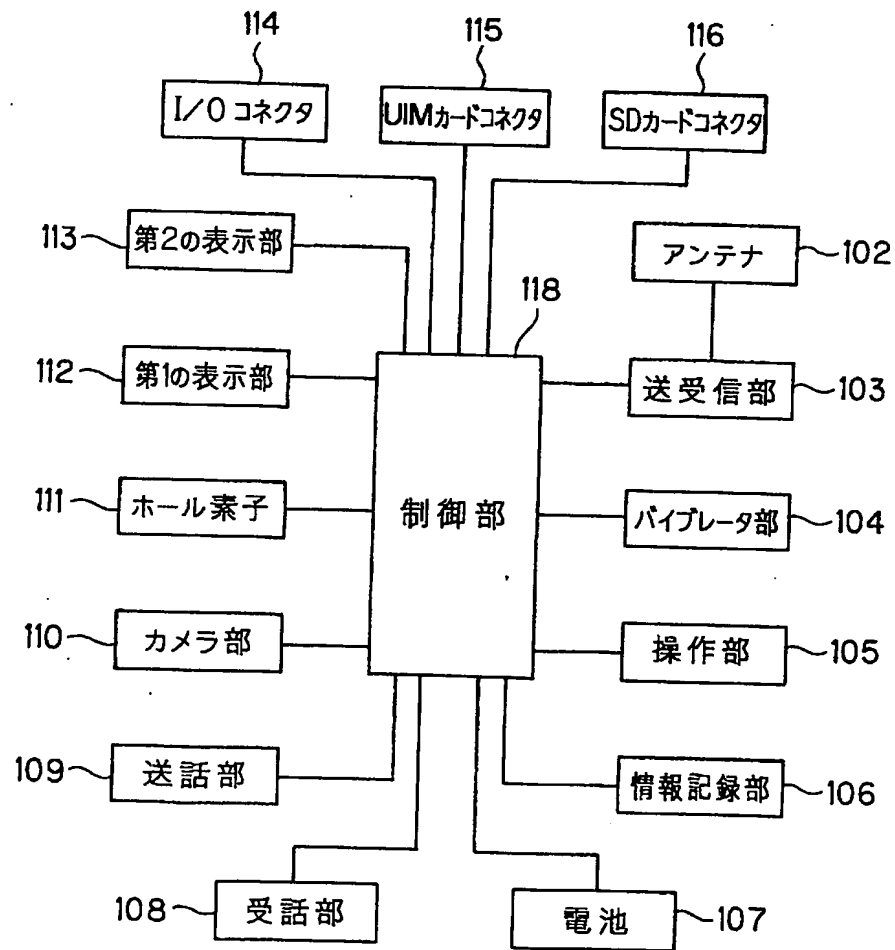 114
115
116
I/Oコネクタ
UIMカードコネクタ
SDカードコネクタ
113
第2の表示部
アンテナ
102
118
112
第1の表示部
送受信部
103
111
ホール素子
制御部
バイブレータ部
104
110
カメラ部
操作部
105
109
送話部
情報記録部
106
108
受話部
電池
107